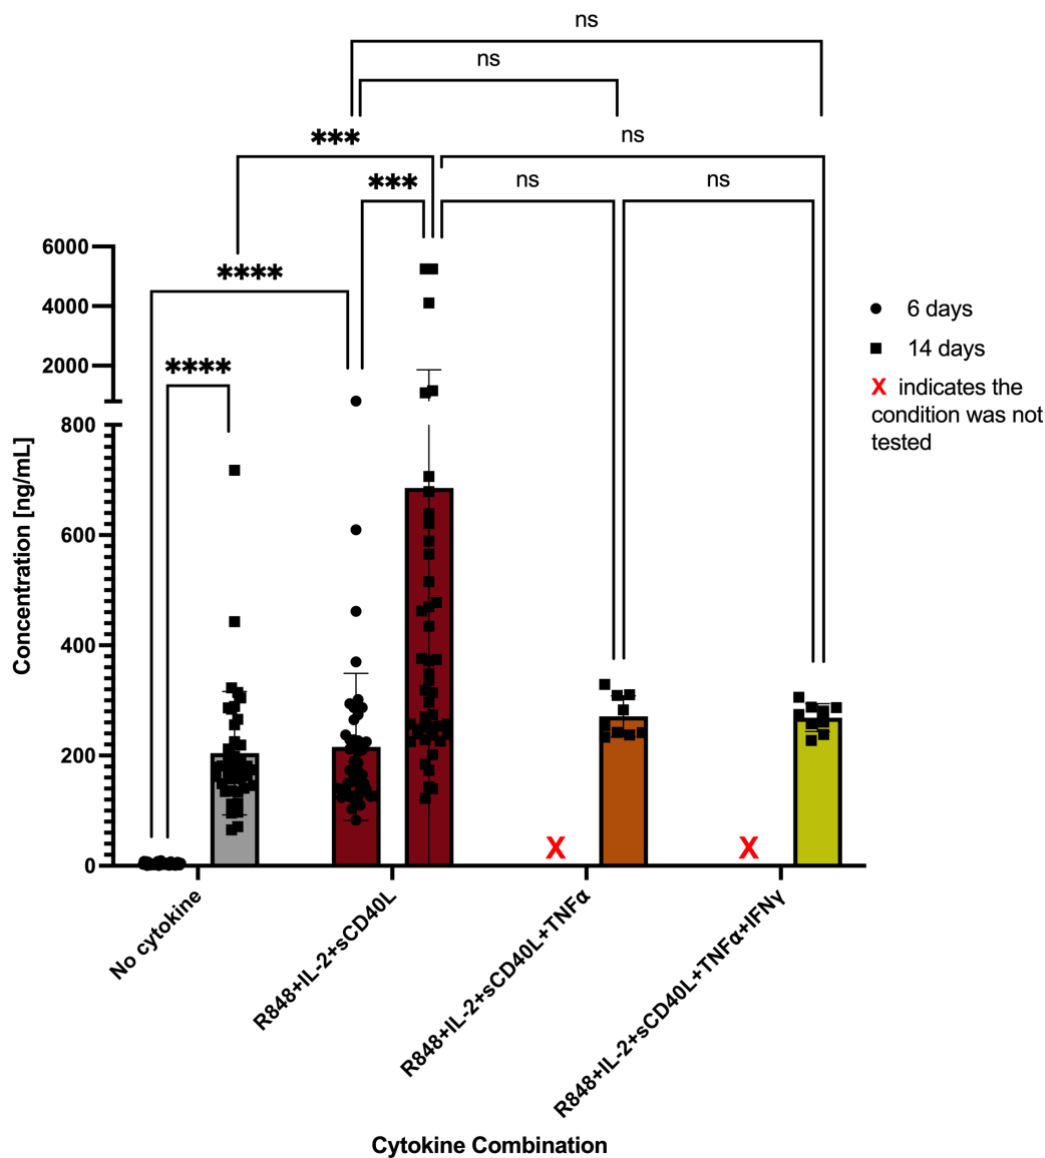 ns
ns
*** ns
*** ns ns
6000
****
4000
2000
****
800
600
400
200
0
Concentration [ng/mL]
6 days
14 days
X indicates the
condition was not
tested
X X
No cytokine
R848+IL-2+sCD40L
R848+IL-2+sCD40L+TNFα
R848+IL-2+sCD40L+TNFα+IFNγ
Cytokine Combination